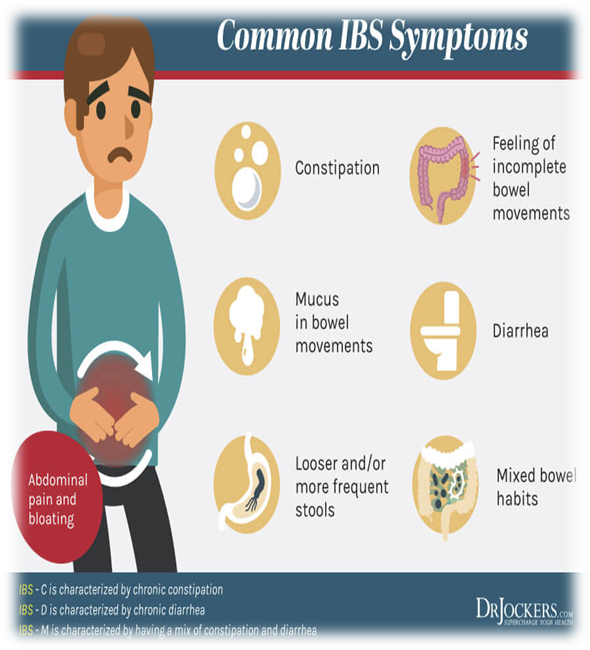 Common IBS Symptoms
Constipation
Feeling of
incomplete
bowel
movements
Mucus
in bowel
movements
Diarrhea
Looser and/or
more frequent
stools
Mixed bowel
habits
Abdominal
pain and
bloating
IBS - C is characterized by chronic constipation
IBS - D is characterized by chronic diarrhea
IBS - M is characterized by having a mix of constipation and diarrhea
DRJOCKERS.COM
SUPERCHARGE YOUR HEALTH